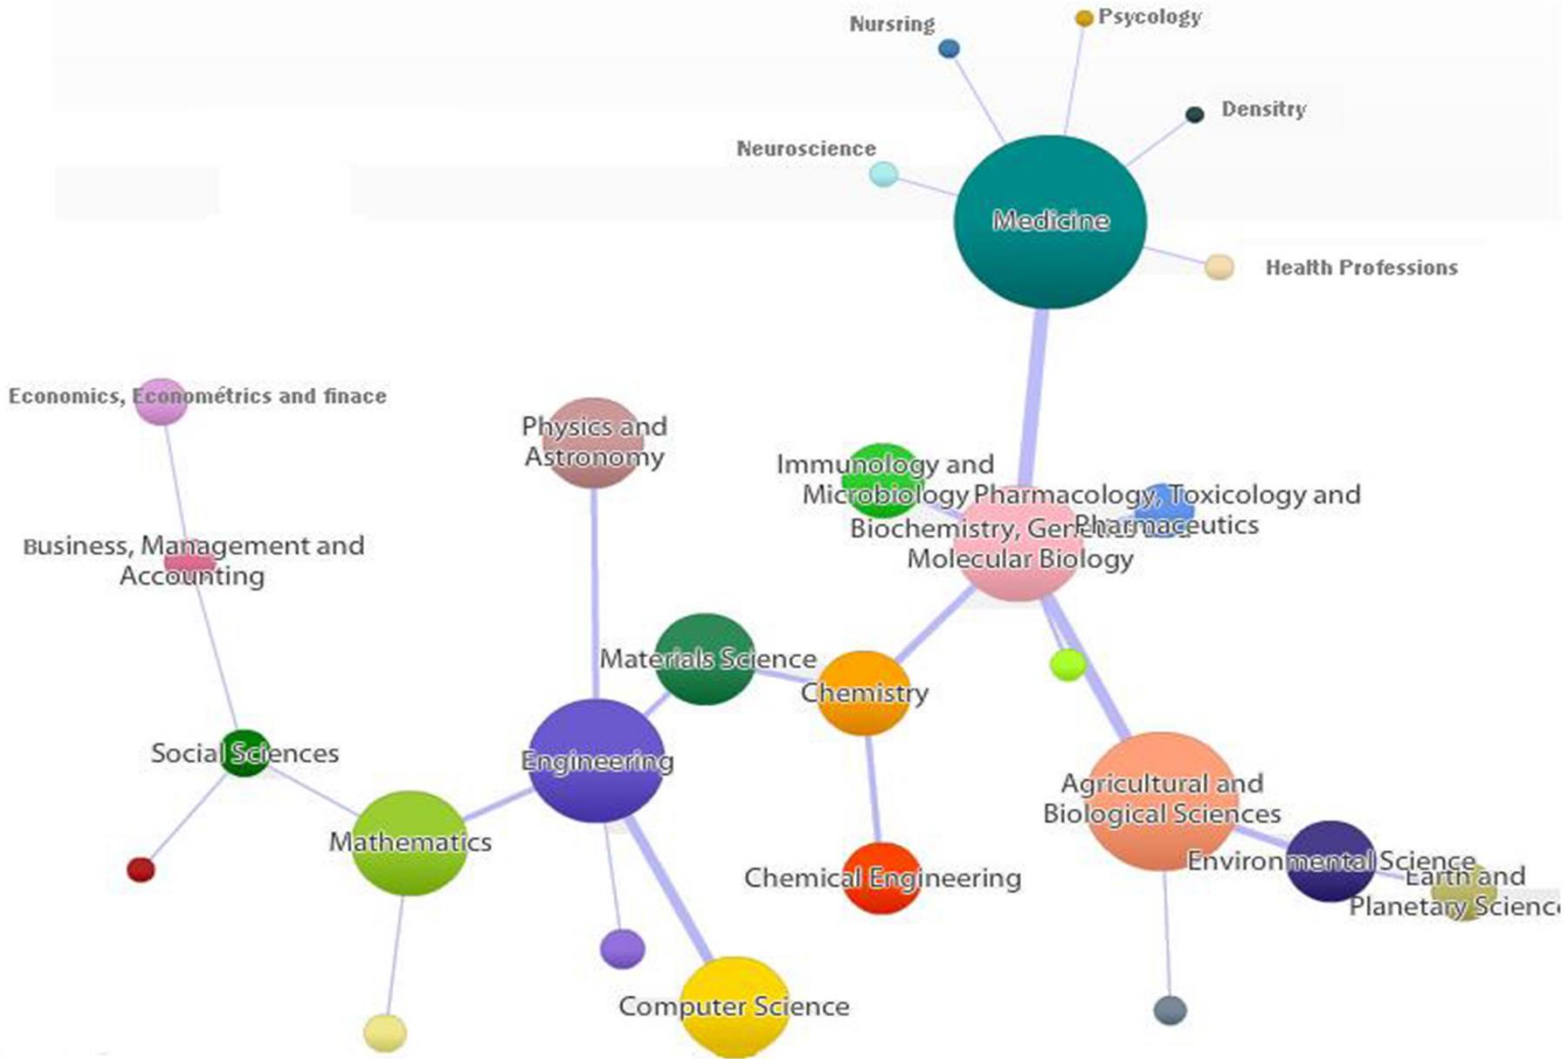 Nursring
Psycology
Densitry
Neuroscience
Medicine
Health Professions
Economics, Econométrics and finace
Physics and
Astronomy
Immunology and
Microbiology
Pharmacology, Toxicology and
Pharmaceutics
Biochemistry, Genetics and
Molecular Biology
Business, Management and
Accounting
Materials Science
Chemistry
Social Sciences
Engineering
Agricultural and
Biological Sciences
Mathematics
Environmental Science
Earth and
Planetary Scienc
Chemical Engineering
Computer Science